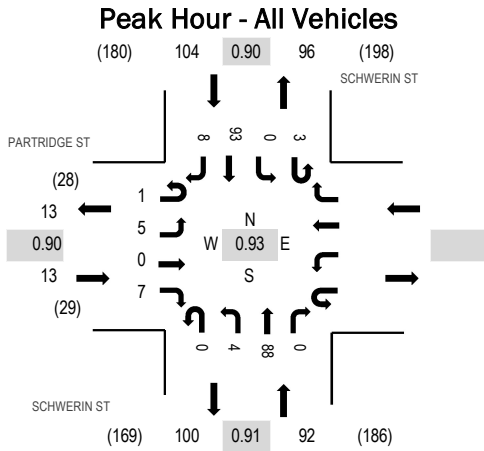 Peak Hour - All Vehicles
(180) 104 0.90 96 (198)
SCHWERIN ST
8 93 0 3
PARTRIDGE ST
(28)
1
13
5
N
0.90 W 0.93 E
0
13
S
7
(29)
0 4 88 0
SCHWERIN ST
(169) 100 0.91 92 (186)